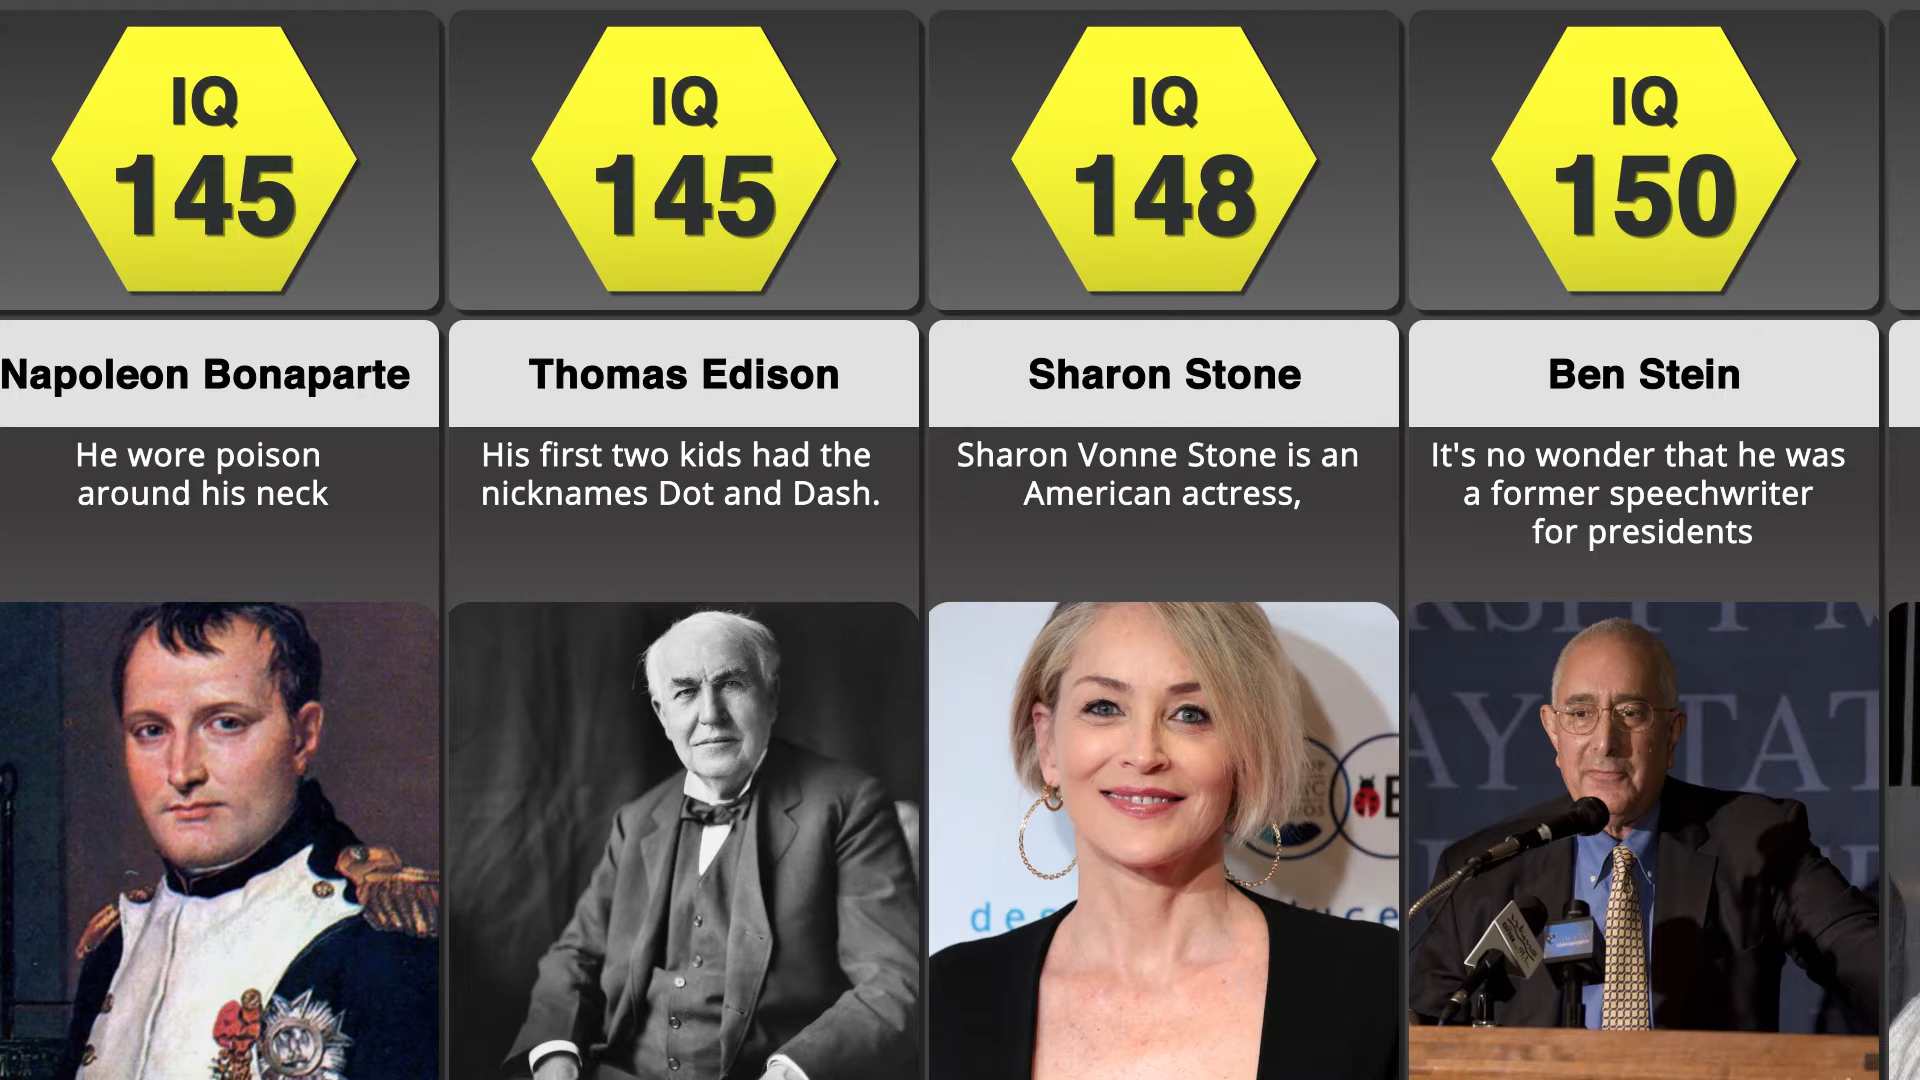 IQ
145
Napoleon Bonaparte
He wore poison
around his neck
IQ
145
Thomas Edison
His first two kids had the
nicknames Dot and Dash.
IQ
148
Sharon Stone
Sharon Vonne Stone is an
American actress,
IQ
150
Ben Stein
It's no wonder that he was
a former speechwriter
for presidents